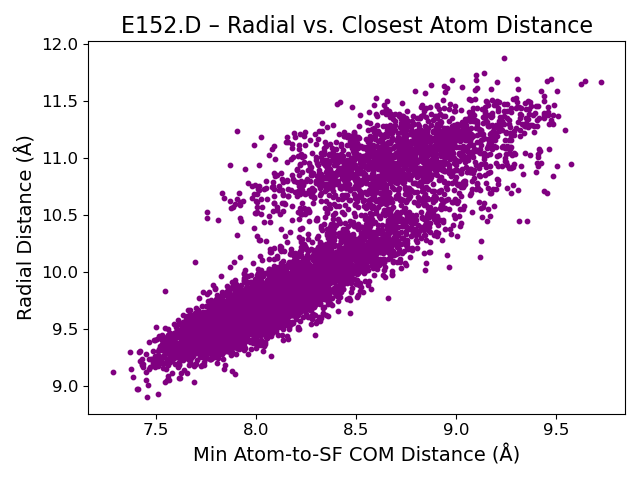 E152.D – Radial vs. Closest Atom Distance
12.0
11.5
11.0
10.5
10.0
9.5
9.0
Radial Distance (Å)
7.5 8.0 8.5 9.0 9.5
Min Atom-to-SF COM Distance (Å)